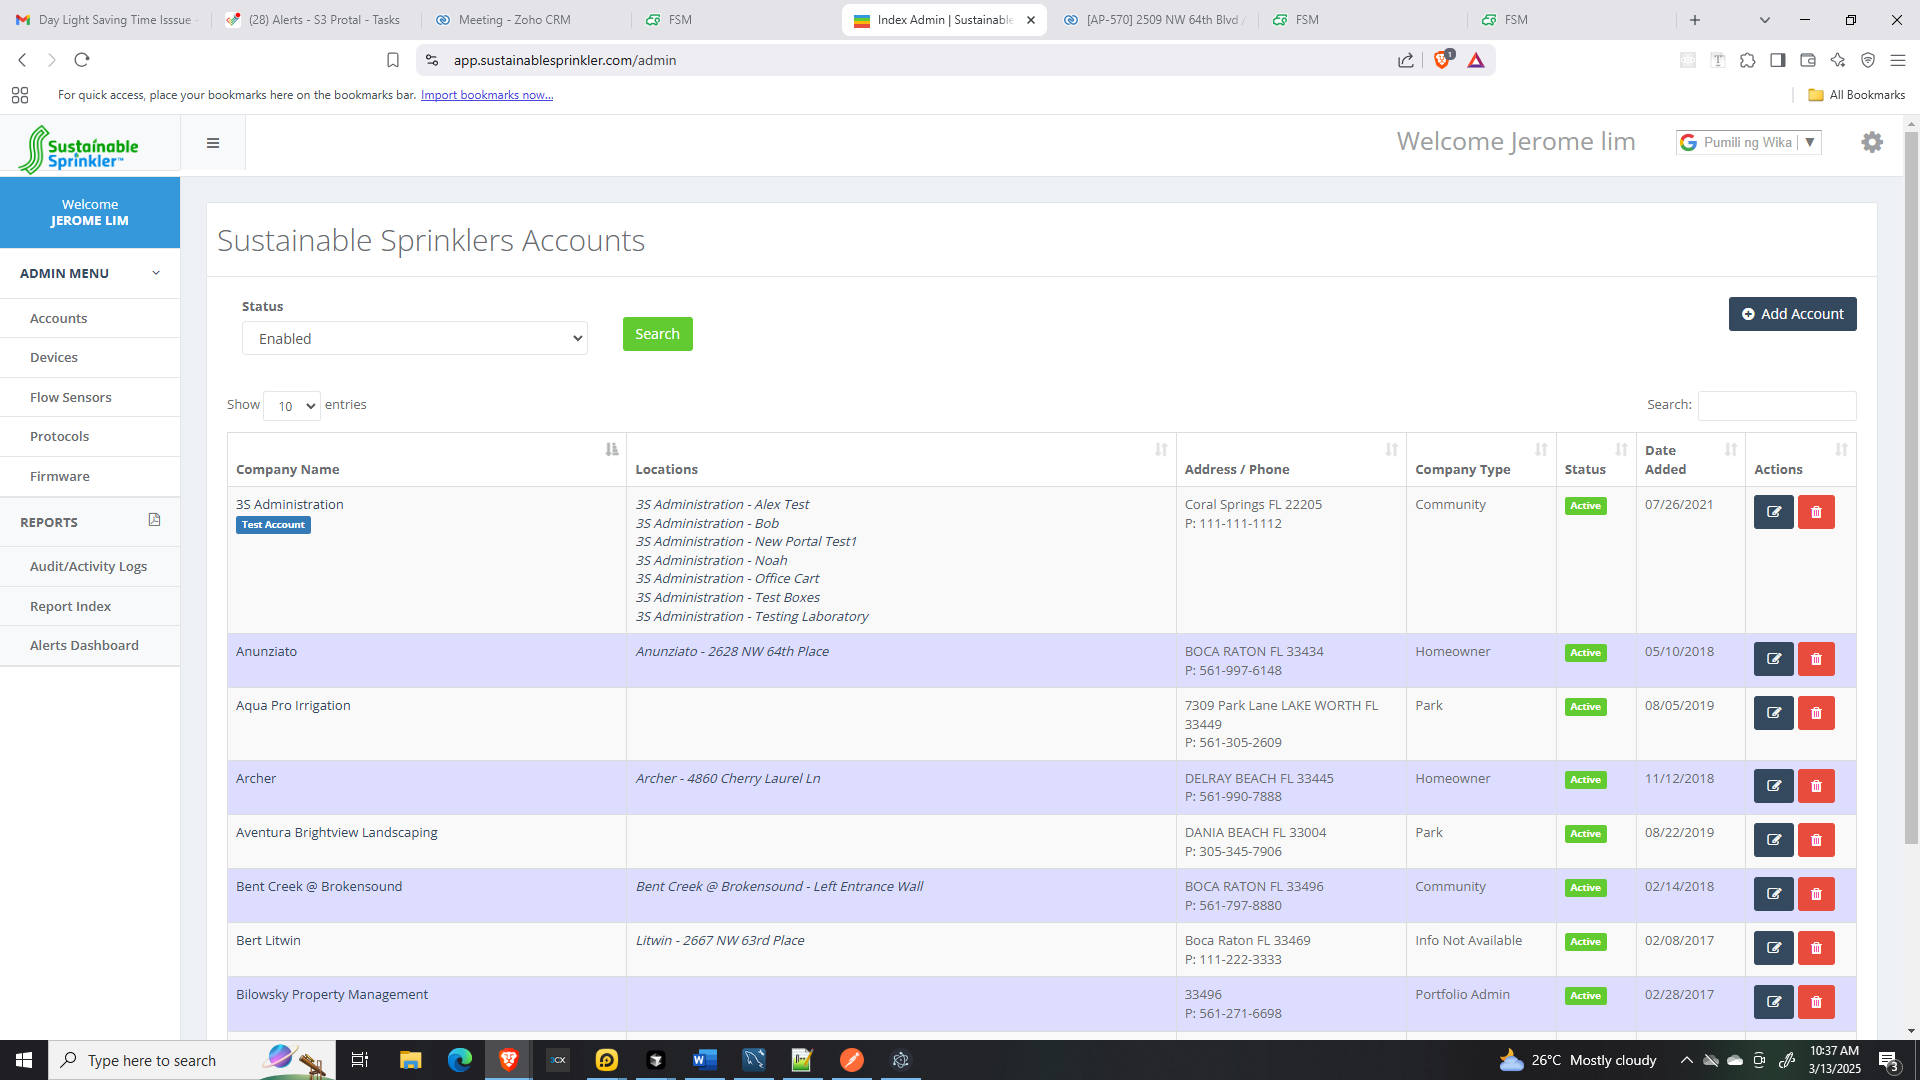 Day Light Saving Time Isssue
(28) Alerts - S3 Protal - Tasks
Meeting - Zoho CRM
FSM
Index Admin | Sustainable
[AP-570] 2509 NW 64th Blvd
FSM
FSM
app.sustainablesprinkler.com/admin
1
For quick access, place your bookmarks here on the bookmarks bar. Import bookmarks now...
All Bookmarks
Sustainable
Sprinkler™
Welcome Jerome lim
Pumili ng Wika
▼
Welcome
JEROME LIM
ADMIN MENU
Accounts
Devices
Flow Sensors
Protocols
Firmware
REPORTS
Audit/Activity Logs
Report Index
Alerts Dashboard
Sustainable Sprinklers Accounts
Status
Enabled
Search
Add Account
Show 10 entries
Search:
Company Name
Locations
Address / Phone
Company Type
Status
Date
Added
Actions
3S Administration
Test Account
3S Administration - Alex Test
3S Administration - Bob
3S Administration - New Portal Test1
3S Administration - Noah
3S Administration - Office Cart
3S Administration - Test Boxes
3S Administration - Testing Laboratory
Coral Springs FL 22205
P: 111-111-1112
Community
Active
07/26/2021
Anunziato
Anunziato - 2628 NW 64th Place
BOCA RATON FL 33434
P: 561-997-6148
Homeowner
Active
05/10/2018
Aqua Pro Irrigation
7309 Park Lane LAKE WORTH FL
33449
P: 561-305-2609
Park
Active
08/05/2019
Archer
Archer - 4860 Cherry Laurel Ln
DELRAY BEACH FL 33445
P: 561-990-7888
Homeowner
Active
11/12/2018
Aventura Brightview Landscaping
DANIA BEACH FL 33004
P: 305-345-7906
Park
Active
08/22/2019
Bent Creek @ Brokensound
Bent Creek @ Brokensound - Left Entrance Wall
BOCA RATON FL 33496
P: 561-797-8880
Community
Active
02/14/2018
Bert Litwin
Litwin - 2667 NW 63rd Place
Boca Raton FL 33469
P: 111-222-3333
Info Not Available
Active
02/08/2017
Bilowsky Property Management
33496
P: 561-271-6698
Portfolio Admin
Active
02/28/2017
Type here to search
26°C Mostly cloudy
10:37 AM
3/13/2025
3